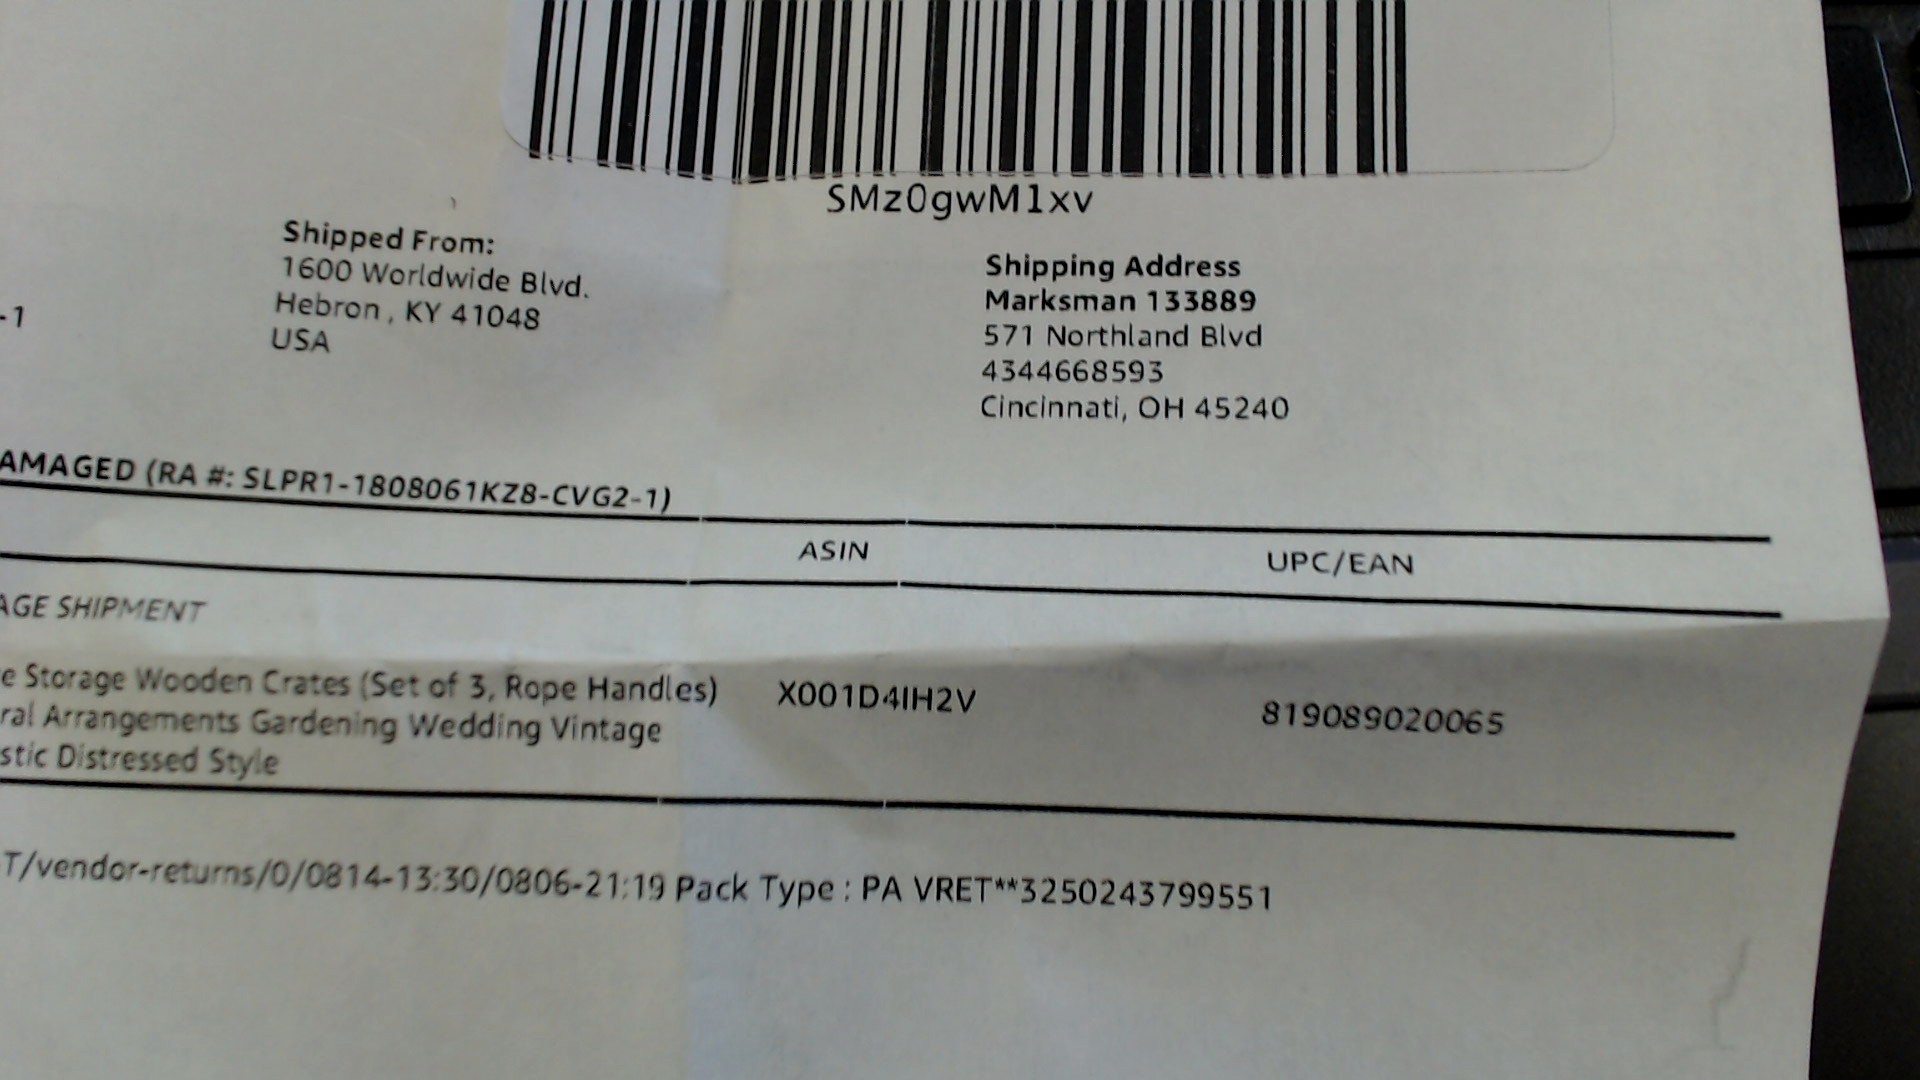 SMz0gwM1xv
Shipped From:
1600 Worldwide Blvd.
Hebron , KY 41048
USA
-1
Shipping Address
Marksman 133889
571 Northland Blvd
4344668593
Cincinnati, OH 45240
AMAGED (RA #: SLPR1-1808061KZ8-CVG2-1)
ASIN UPC/EAN
AGE SHIPMENT
e Storage Wooden Crates (Set of 3, Rope Handles) X001D4IH2V 819089020065
ral Arrangements Gardening Wedding Vintage
stic Distressed Style
T/vendor-returns/0/0814-13:30/0806-21:19 Pack Type : PA VRET**3250243799551